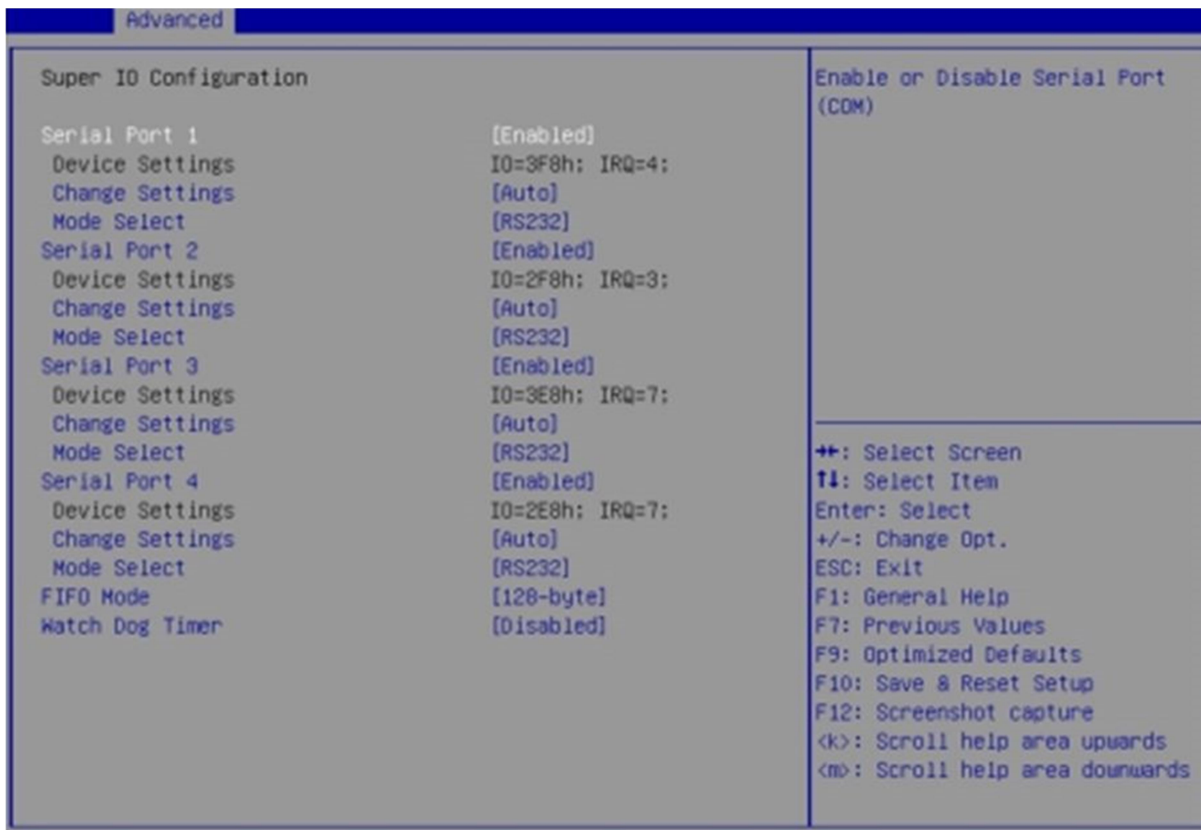 Advanced
Super IO Configuration
Serial Port 1 [Enabled]
Device Settings IO=3F8h; IRQ=4;
Change Settings [Auto]
Mode Select [RS232]
Serial Port 2 [Enabled]
Device Settings IO=2F8h; IRQ=3;
Change Settings [Auto]
Mode Select [RS232]
Serial Port 3 [Enabled]
Device Settings IO=3E8h; IRQ=7;
Change Settings [Auto]
Mode Select [RS232]
Serial Port 4 [Enabled]
Device Settings IO=2E8h; IRQ=7;
Change Settings [Auto]
Mode Select [RS232]
FIFO Mode [128-byte]
Watch Dog Timer [Disabled]
Enable or Disable Serial Port
(COM)
→←: Select Screen
↑↓: Select Item
Enter: Select
+/-: Change Opt.
ESC: Exit
F1: General Help
F7: Previous Values
F9: Optimized Defaults
F10: Save & Reset Setup
F12: Screenshot capture
<k>: Scroll help area upwards
<m>: Scroll help area downwards